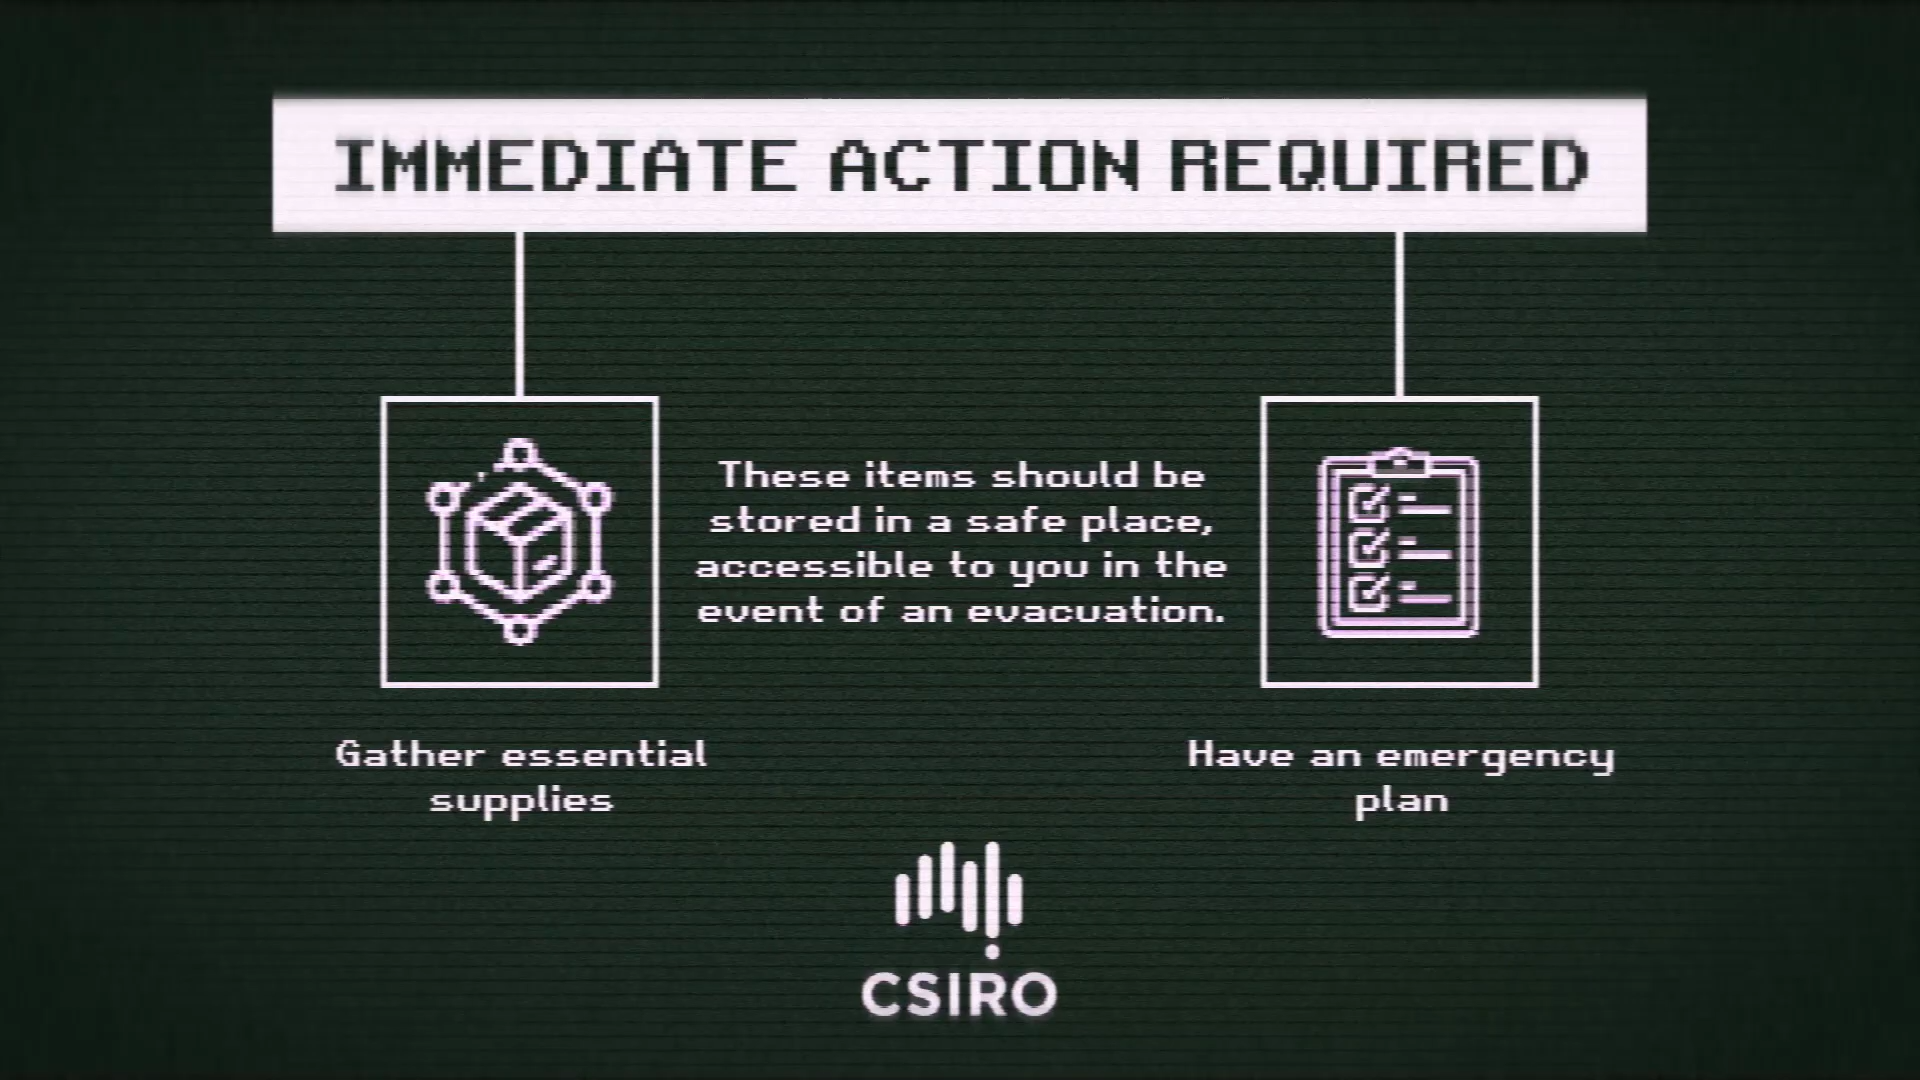 IMMEDIATE ACTION REQUIRED
These items should be
stored in a safe place,
accessible to you in the
event of an evacuation.
Gather essential
supplies
Have an emergency
plan
CSIRO